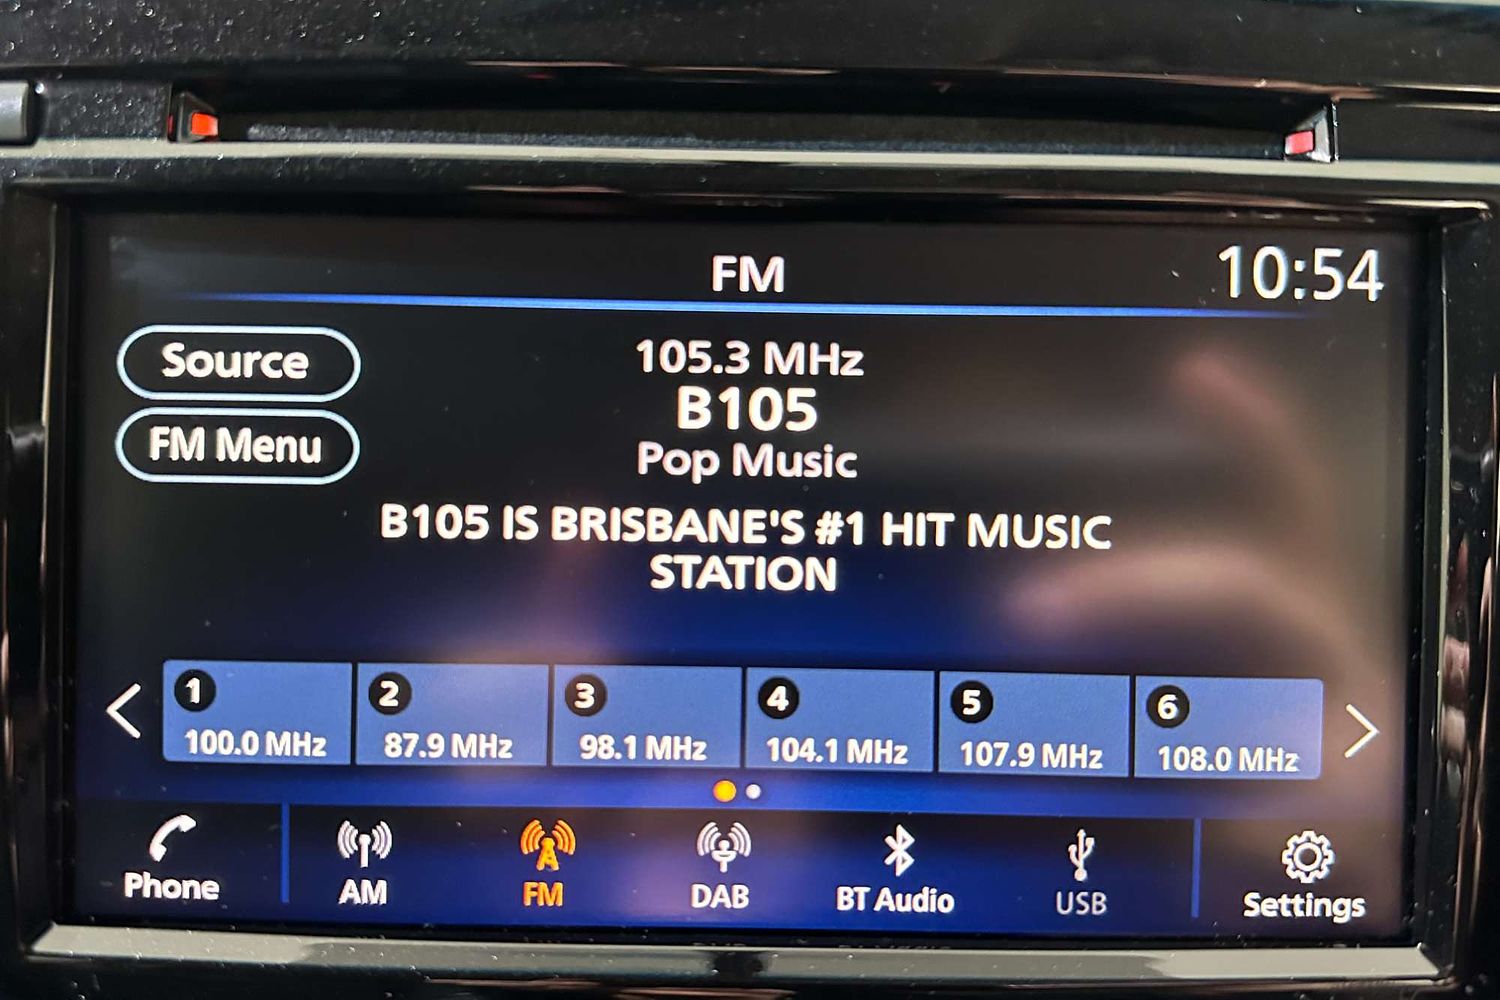 FM
10:54
Source
FM Menu
105.3 MHz
B105
Pop Music
B105 IS BRISBANE'S #1 HIT MUSIC
STATION
1
100.0 MHz
2
87.9 MHz
3
98.1 MHz
4
104.1 MHz
5
107.9 MHz
6
108.0 MHz
Phone
AM
FM
DAB
BT Audio
USB
Settings